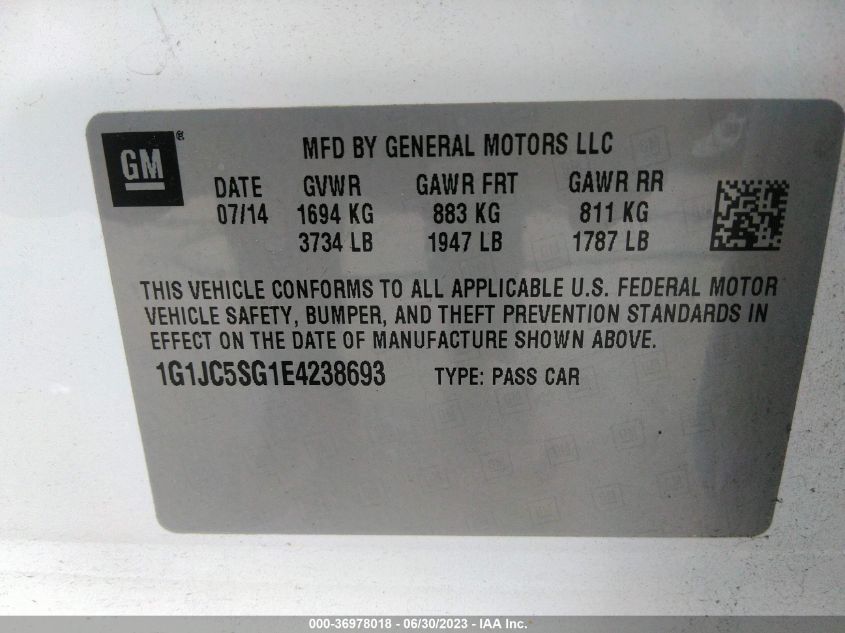 GM®
MFD BY GENERAL MOTORS LLC
DATE GVWR GAWR FRT GAWR RR
07/14 1694 KG 883 KG 811 KG
3734 LB 1947 LB 1787 LB
THIS VEHICLE CONFORMS TO ALL APPLICABLE U.S. FEDERAL MOTOR
VEHICLE SAFETY, BUMPER, AND THEFT PREVENTION STANDARDS IN
EFFECT ON THE DATE OF MANUFACTURE SHOWN ABOVE.
1G1JC5SG1E4238693 TYPE: PASS CAR
000-36978018 - 06/30/2023 - IAA Inc.